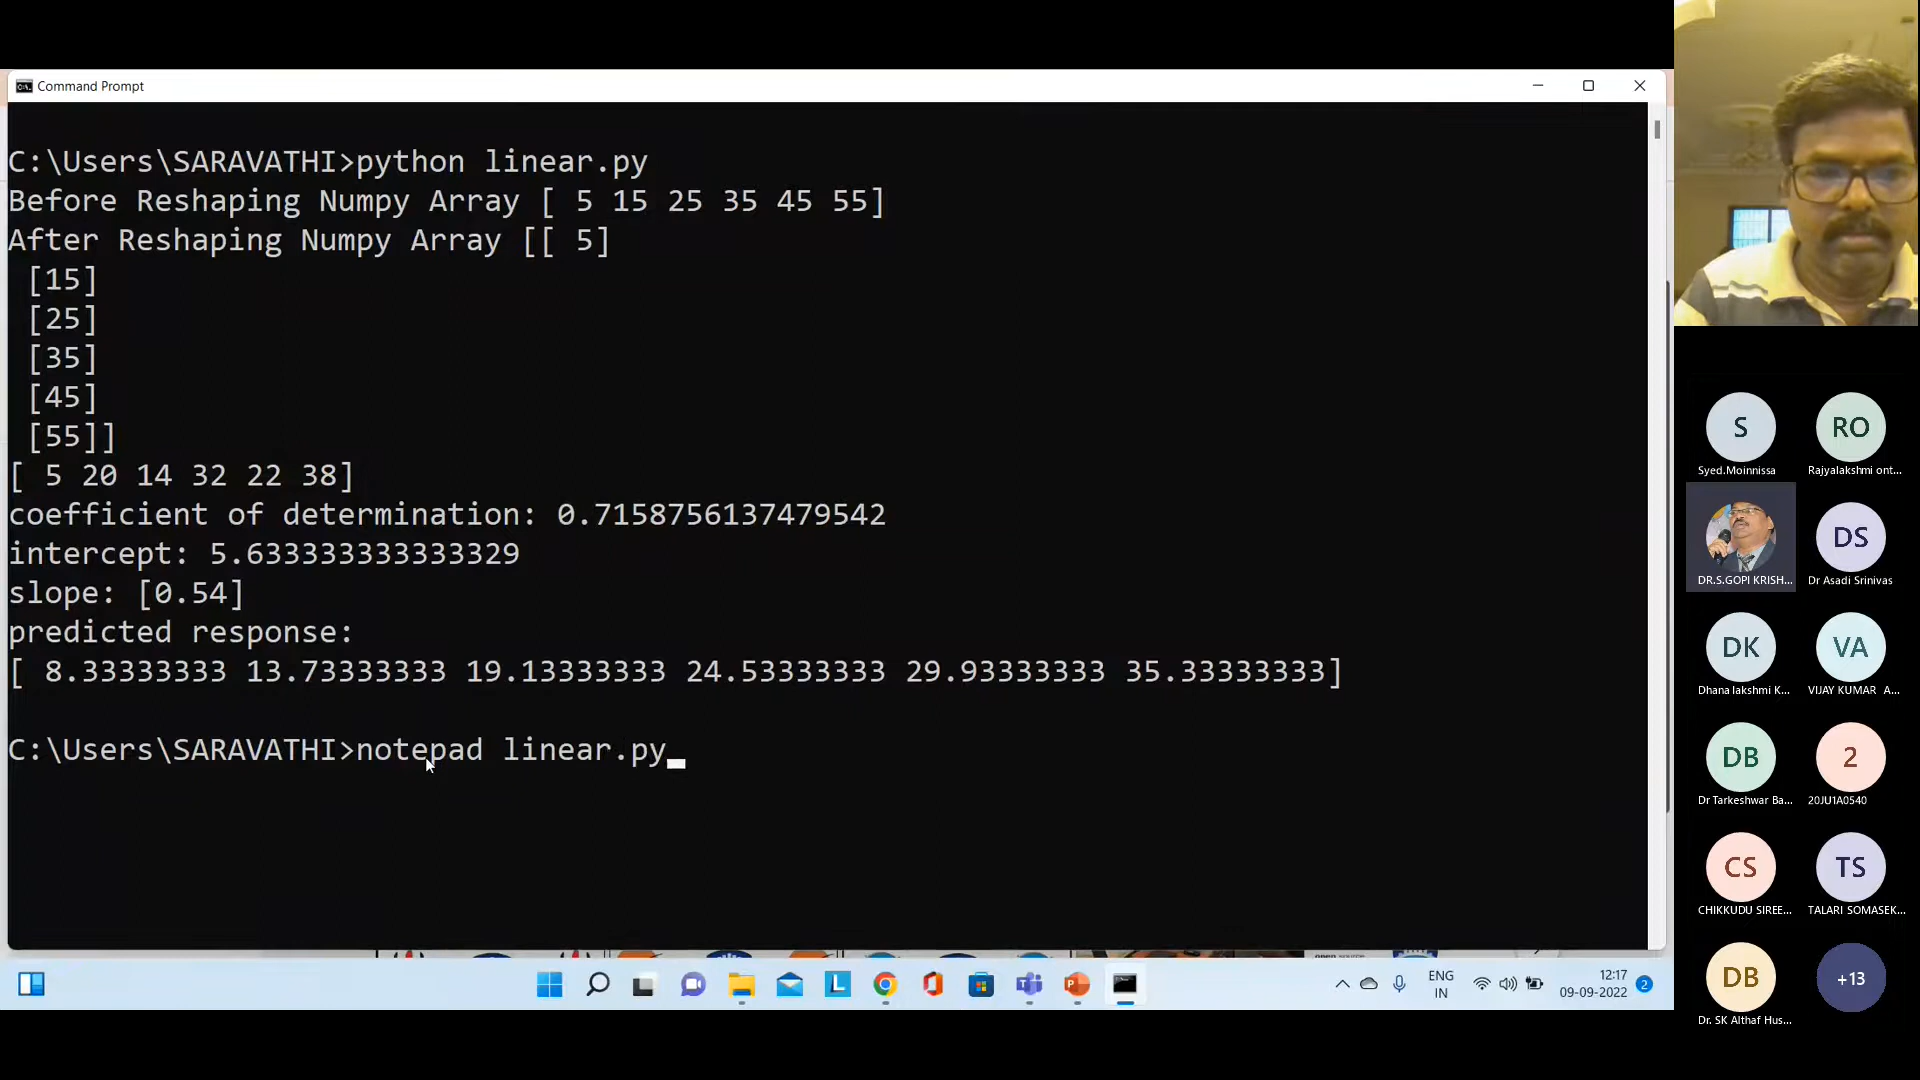 Command Prompt
C:\Users\SARAVATHI>python linear.py
Before Reshaping Numpy Array [ 5 15 25 35 45 55]
After Reshaping Numpy Array [[ 5]
[15]
[25]
[35]
[45]
[55]]
[ 5 20 14 32 22 38]
coefficient of determination: 0.7158756137479542
intercept: 5.633333333333329
slope: [0.54]
predicted response:
[ 8.33333333 13.73333333 19.13333333 24.53333333 29.93333333 35.33333333]
C:\Users\SARAVATHI>notepad linear.py
S
Syed.Moinnissa
RO
Rajyalakshmi ont...
DR.S.GOPI KRISH...
DS
Dr Asadi Srinivas
DK
Dhana lakshmi K...
VA
VIJAY KUMAR A...
DB
Dr Tarkeshwar Ba...
2
20JU1A0540
CS
CHIKKUDU SIREE...
TS
TALARI SOMASEK...
DB
Dr. SK Althaf Hus...
+13
L
ENG
IN
12:17
09-09-2022
2